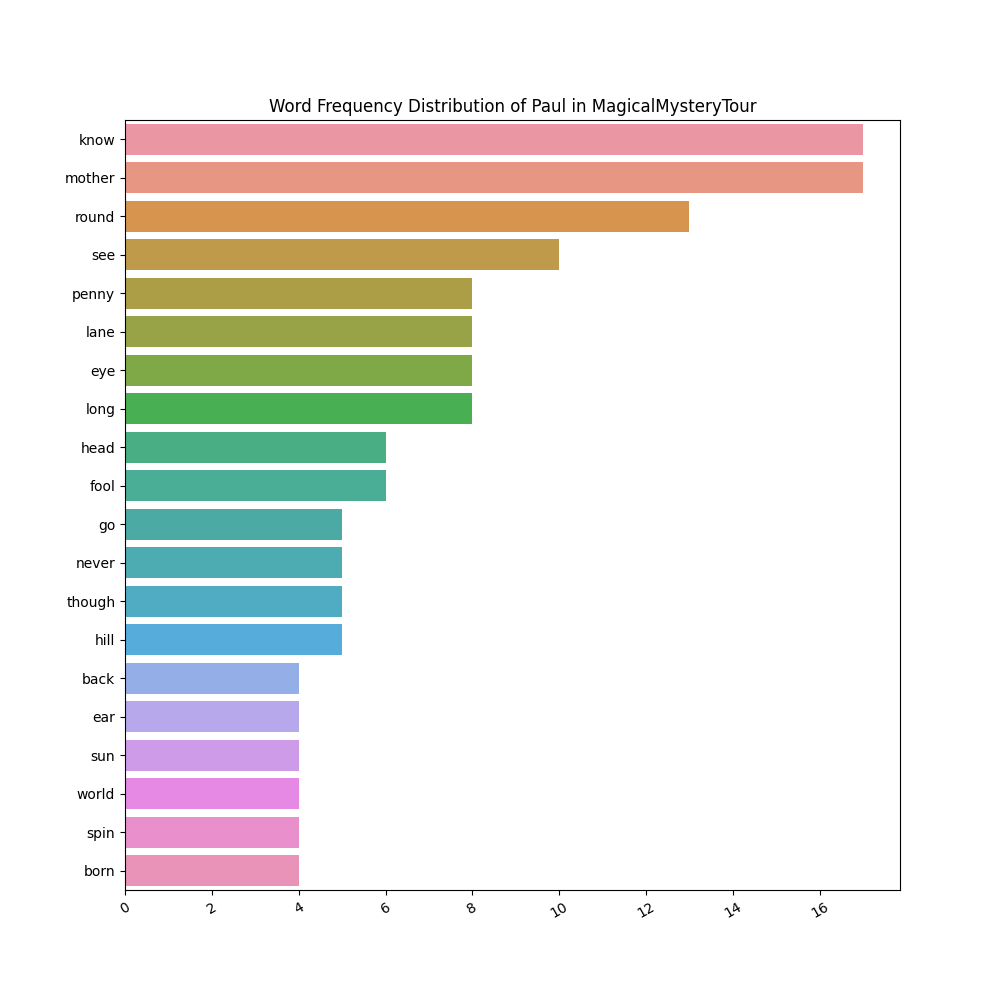 Word Frequency Distribution of Paul in MagicalMysteryTour
know
mother
round
see
penny
lane
eye
long
head
fool
go
never
though
hill
back
ear
sun
world
spin
born
0 2 4 6 8 10 12 14 16